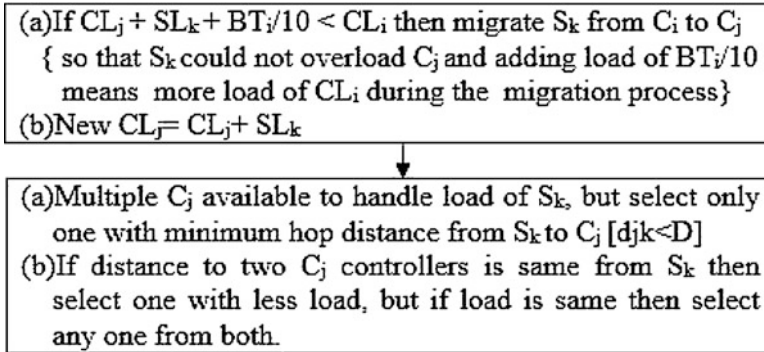 (a)If CLj + SLk + BTi/10 < CLi then migrate Sk from Ci to Cj
{ so that Sk could not overload Cj and adding load of BTi/10
means more load of CLi during the migration process}
(b)New CLj= CLj+ SLk
(a)Multiple Cj available to handle load of Sk, but select only
one with minimum hop distance from Sk to Cj [djk<D]
(b)If distance to two Cj controllers is same from Sk then
select one with less load, but if load is same then select
any one from both.